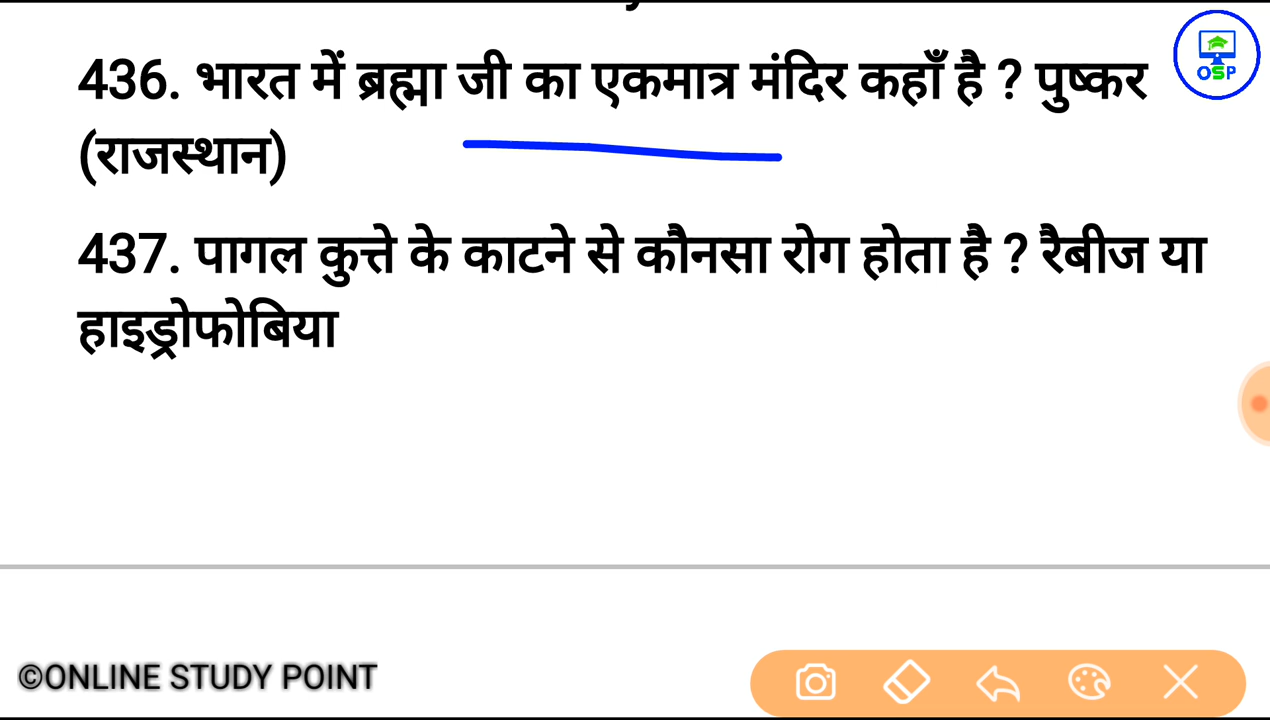 OSP
436. भारत में ब्रह्मा जी का एकमात्र मंदिर कहाँ है ? पुष्कर
(राजस्थान)
437. पागल कुत्ते के काटने से कौनसा रोग होता है ? रैबीज या
हाइड्रोफोबिया
©ONLINE STUDY POINT